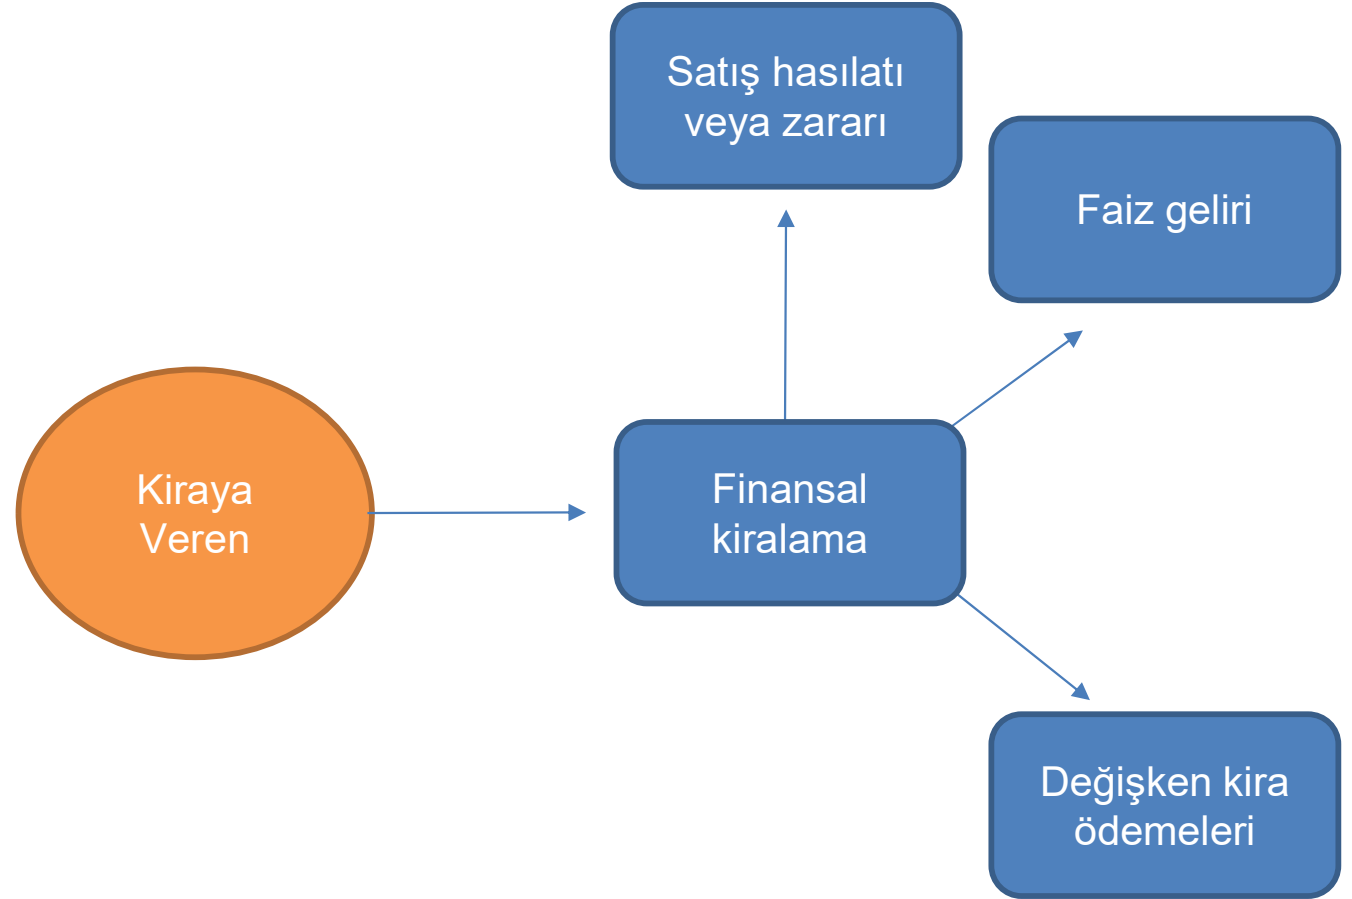 Satış hasılatı
veya zararı
Faiz geliri
Kiraya
Veren
Finansal
kiralama
Değişken kira
ödemeleri